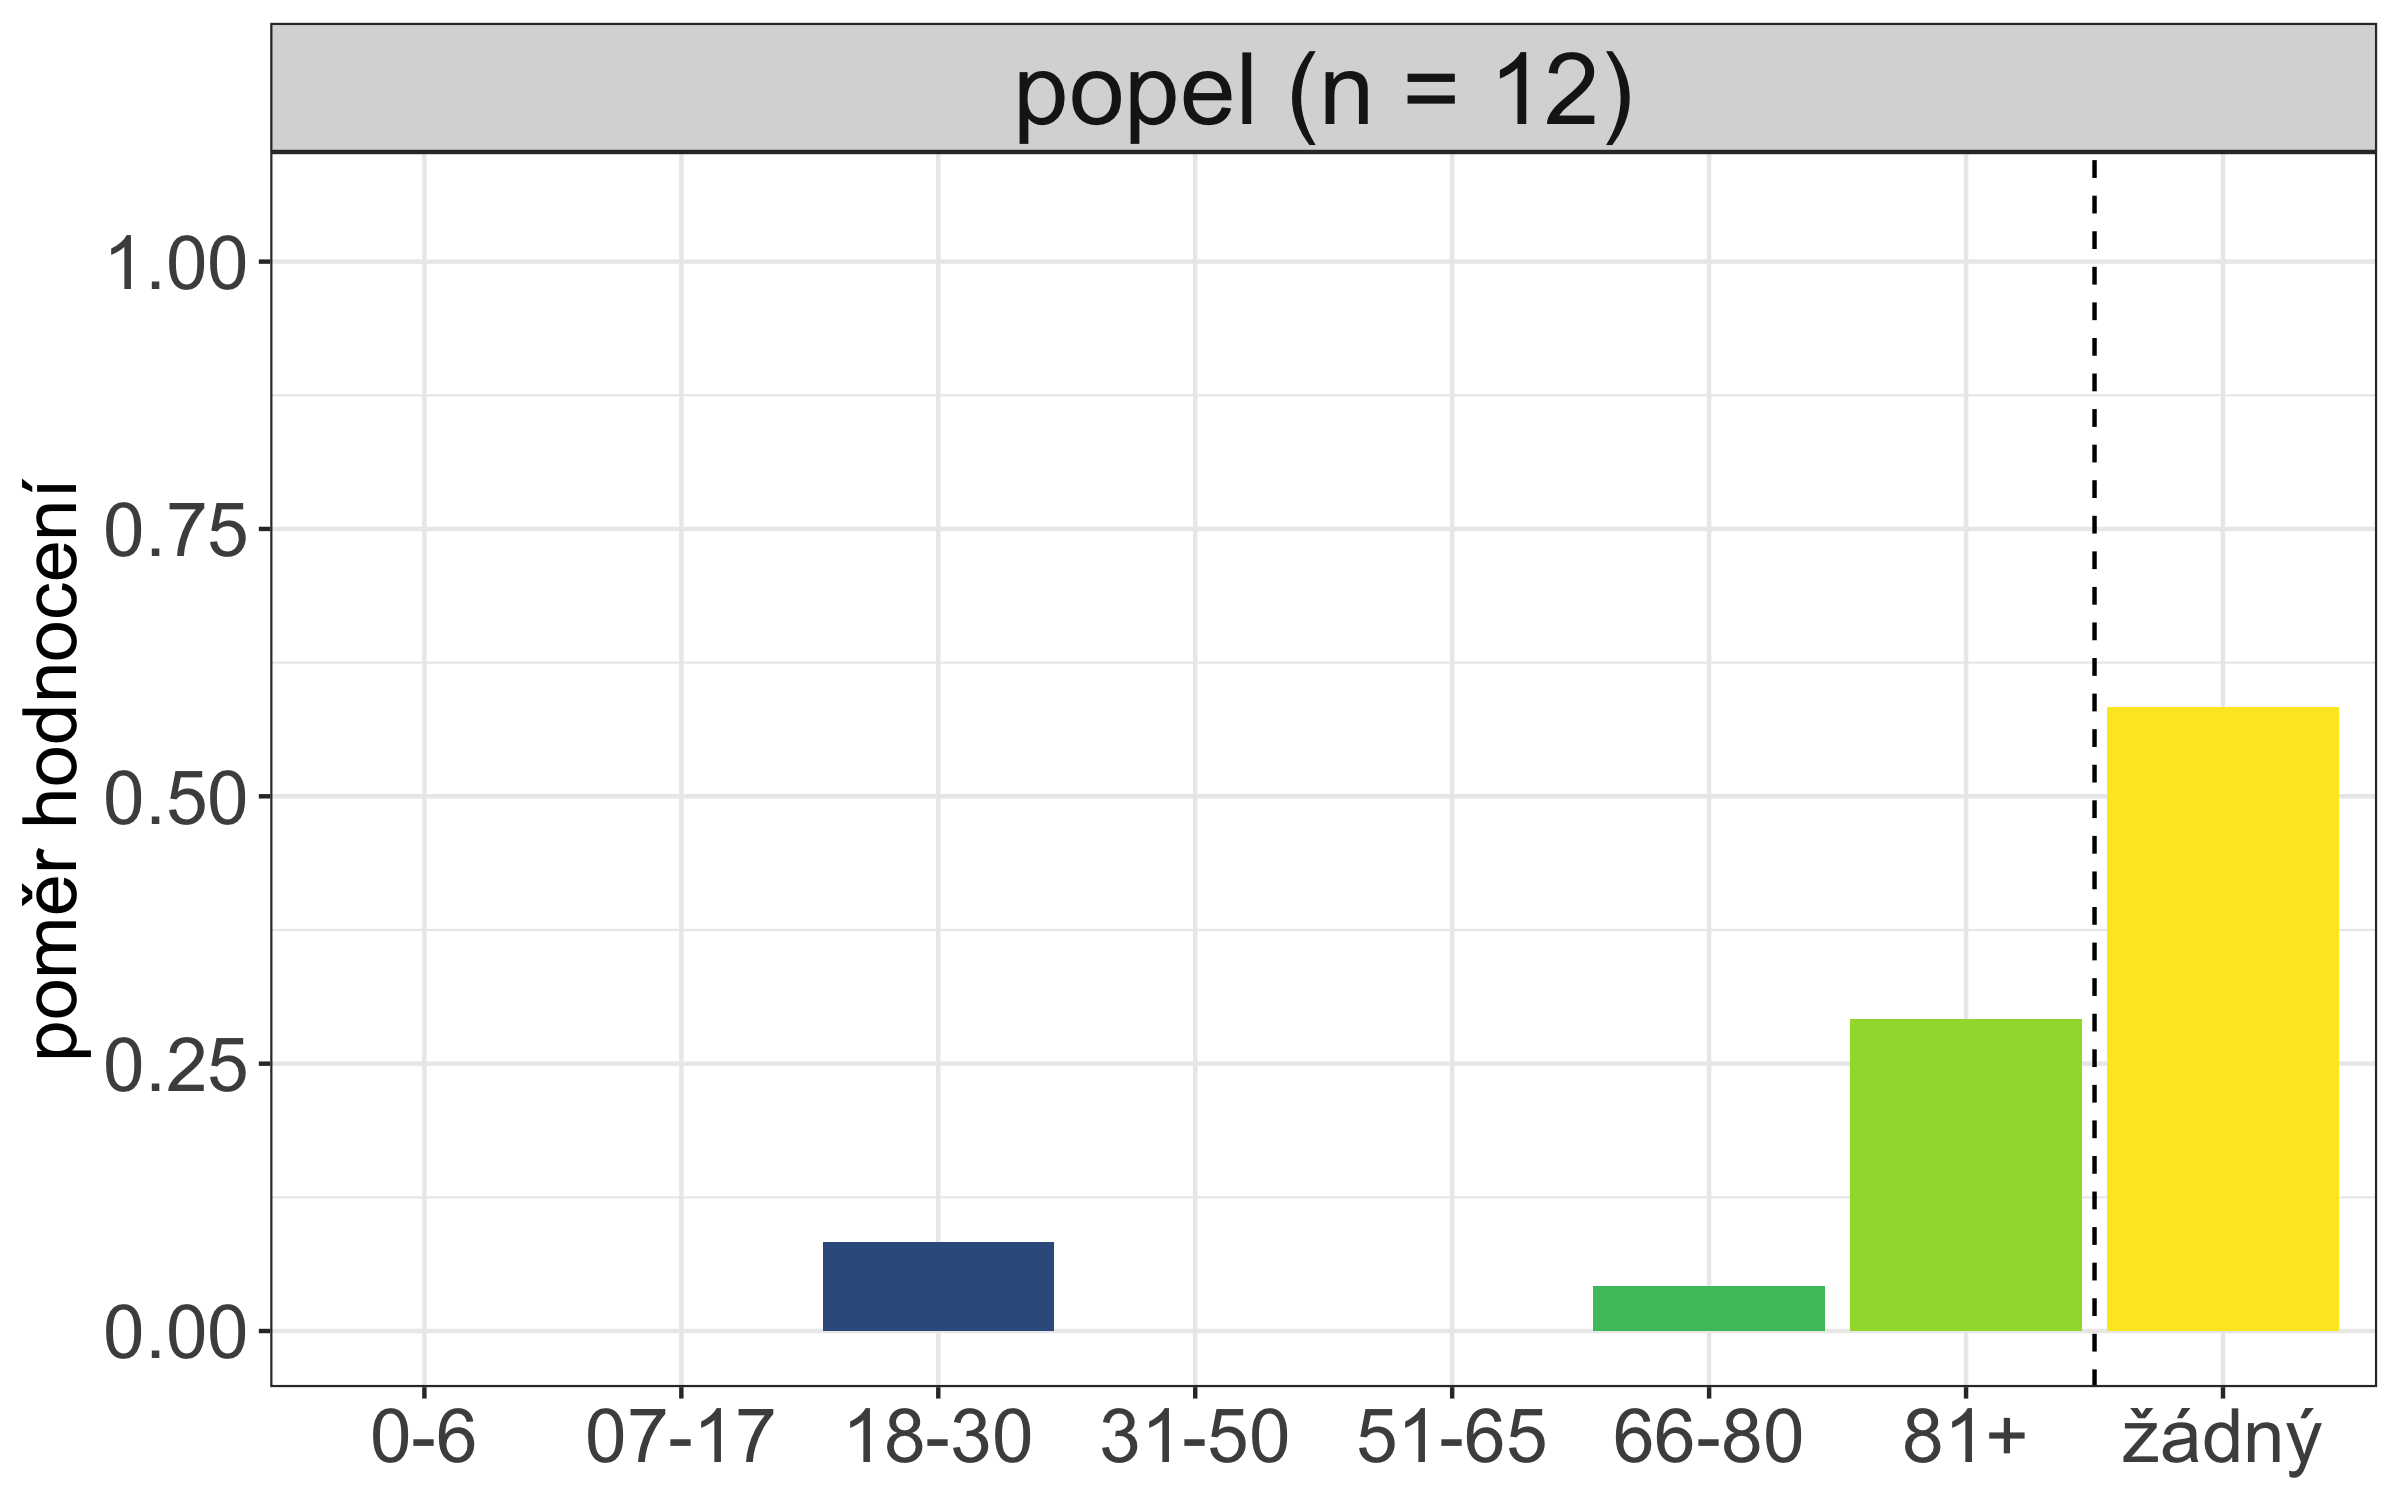 popel (n = 12)
poměr hodnocení
1.00
0.75
0.50
0.25
0.00
0-6 07-17 18-30 31-50 51-65 66-80 81+ žádný